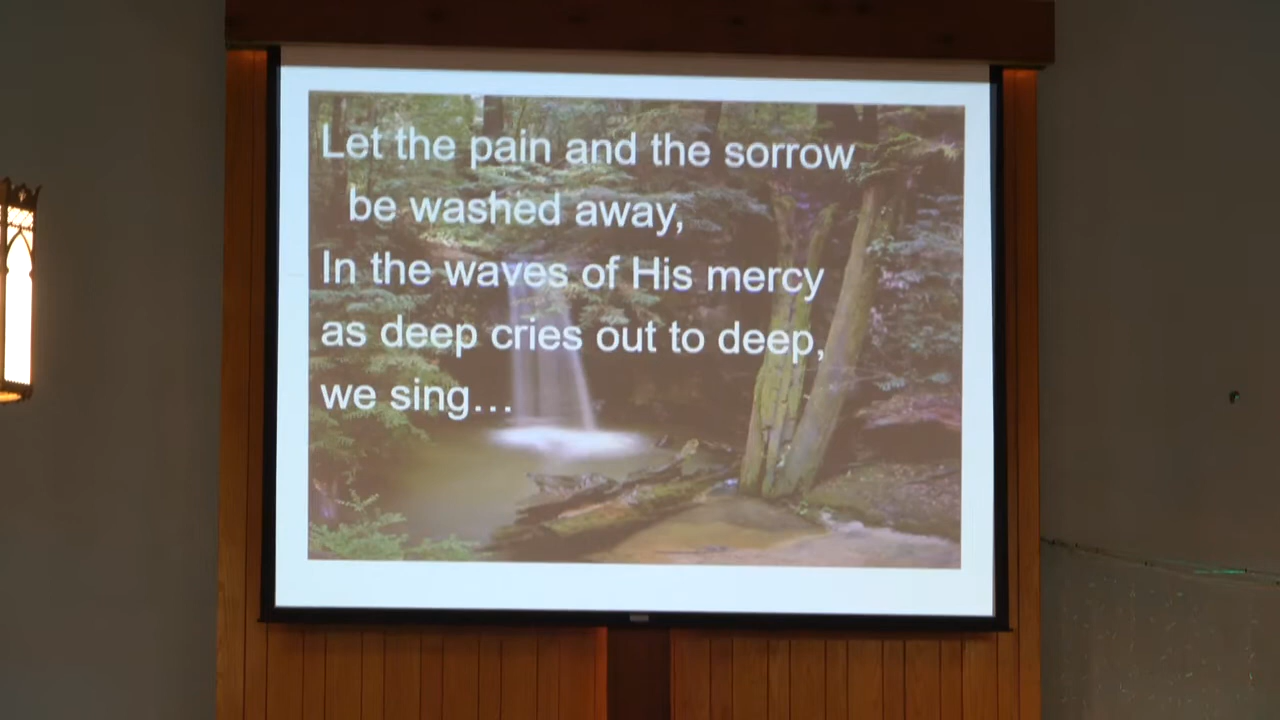 Let the pain and the sorrow
be washed away,
In the waves of His mercy
as deep cries out to deep,
we sing...